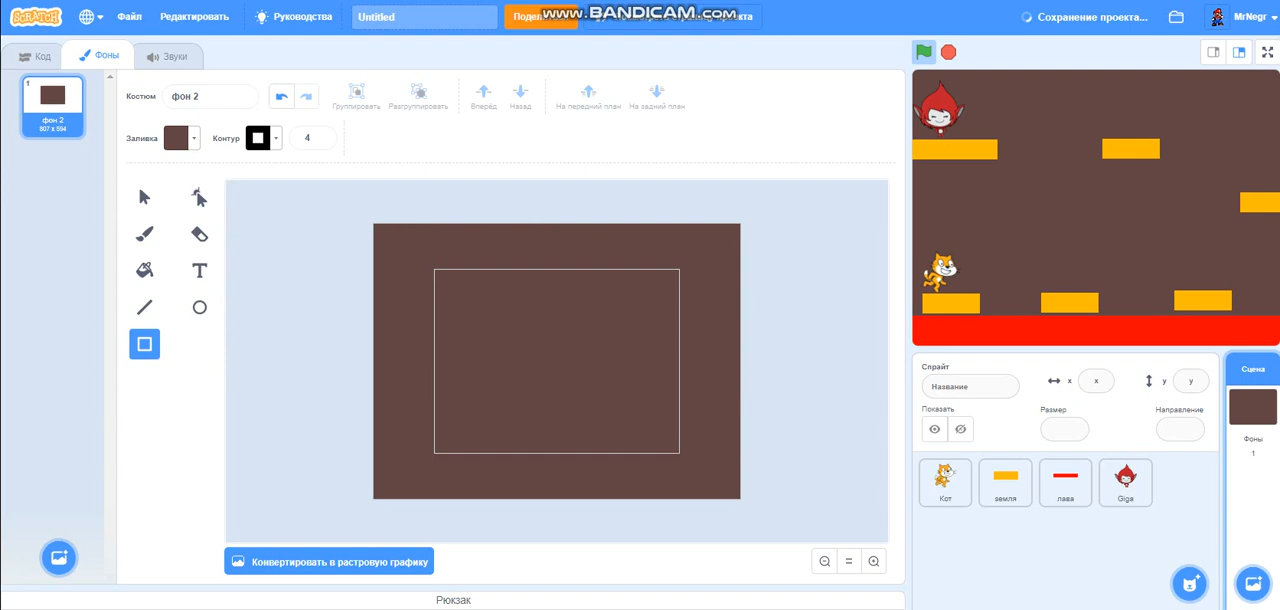 SCRATCH Файл Редактировать Руководства Untitled www.BANDICAM.com Сохранение проекта... MrNegr
Код Фоны Звуки
1
фон 2
807 x 594
Костюм фон 2 Группировать Разгруппировать Вперёд Назад На передний план На задний план
Заливка Контур 4
T
Конвертировать в растровую графику
Рюкзак
Спрайт
Название x x y y
Показать Размер Направление
Кот земля лава Giga
Сцена
Фоны
1